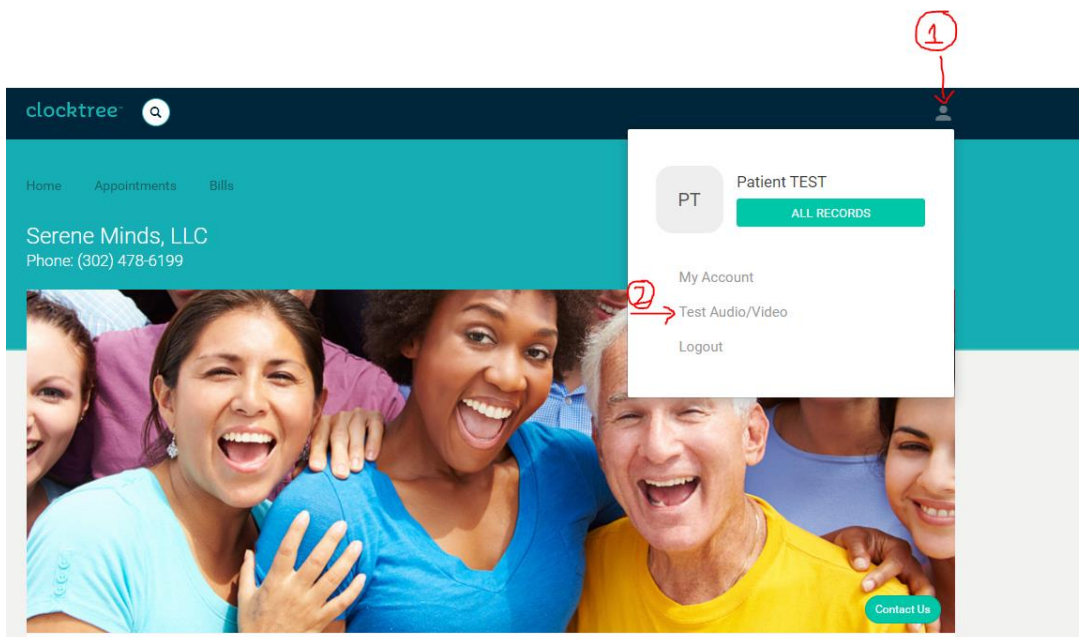 1
clocktree
Home Appointments Bills
Serene Minds, LLC
Phone: (302) 478-6199
PT
Patient TEST
ALL RECORDS
My Account
2
Test Audio/Video
Logout
Contact Us